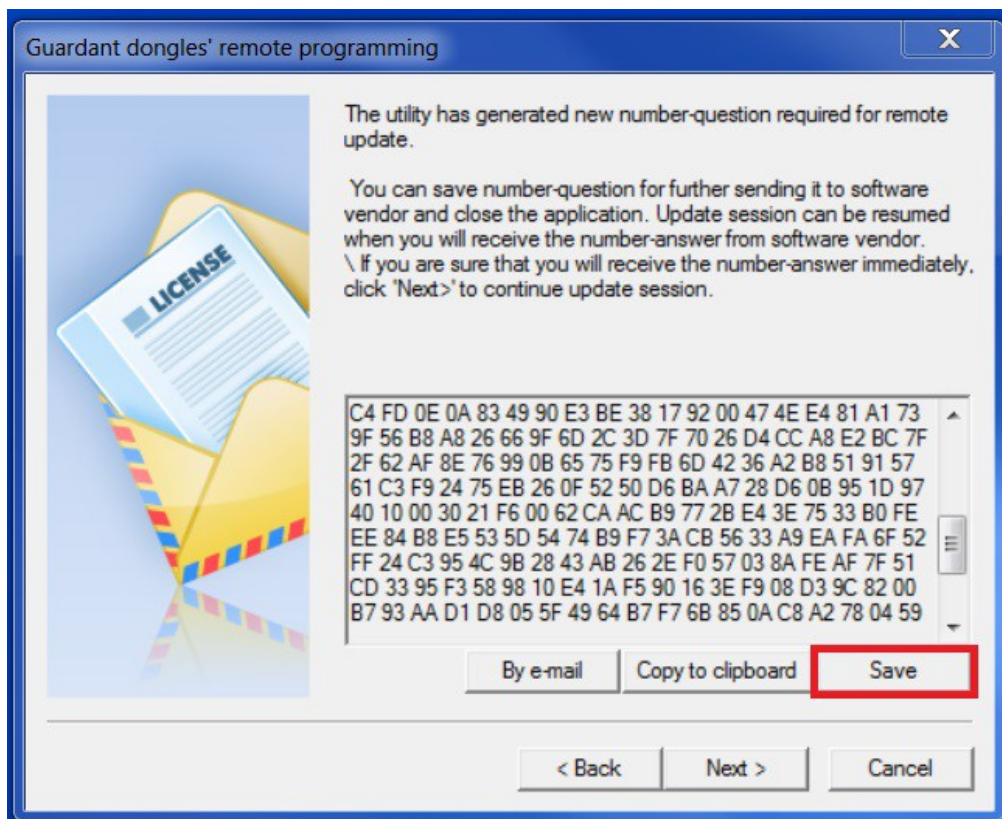 Guardant dongles' remote programming
X
The utility has generated new number-question required for remote
update.
You can save number-question for further sending it to software
vendor and close the application. Update session can be resumed
when you will receive the number-answer from software vendor.
\ If you are sure that you will receive the number-answer immediately,
click 'Next>' to continue update session.
LICENSE
C4 FD 0E 0A 83 49 90 E3 BE 38 17 92 00 47 4E E4 81 A1 73
9F 56 B8 A8 26 66 9F 6D 2C 3D 7F 70 26 D4 CC A8 E2 BC 7F
2F 62 AF 8E 76 99 0B 65 75 F9 FB 6D 42 36 A2 B8 51 91 57
61 C3 F9 24 75 EB 26 0F 52 50 D6 BA A7 28 D6 0B 95 1D 97
40 10 00 30 21 F6 00 62 CA AC B9 77 2B E4 3E 75 33 B0 FE
EE 84 B8 E5 53 5D 54 74 B9 F7 3A CB 56 33 A9 EA FA 6F 52
FF 24 C3 95 4C 9B 28 43 AB 26 2E F0 57 03 8A FE AF 7F 51
CD 33 95 F3 58 98 10 E4 1A F5 90 16 3E F9 08 D3 9C 82 00
B7 93 AA D1 D8 05 5F 49 64 B7 F7 6B 85 0A C8 A2 78 04 59
By e-mail Copy to clipboard Save
< Back Next > Cancel